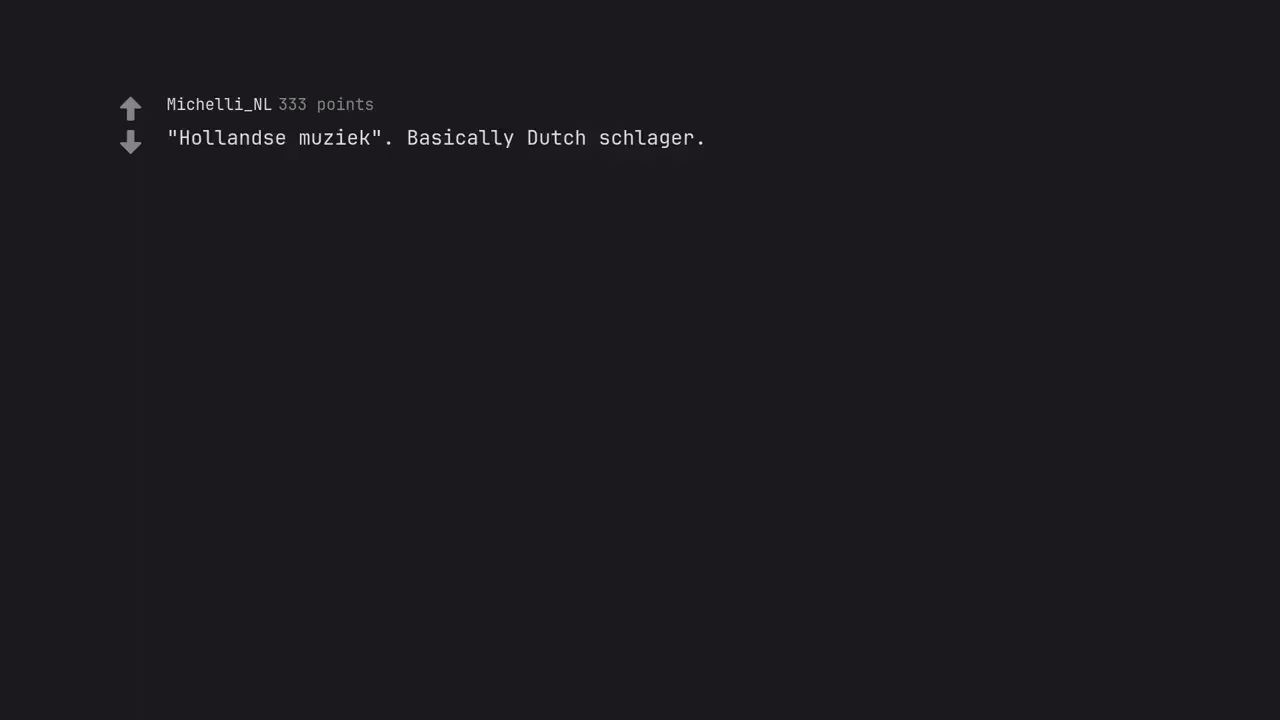 Michelli_NL 333 points
"Hollandse muziek". Basically Dutch schlager.